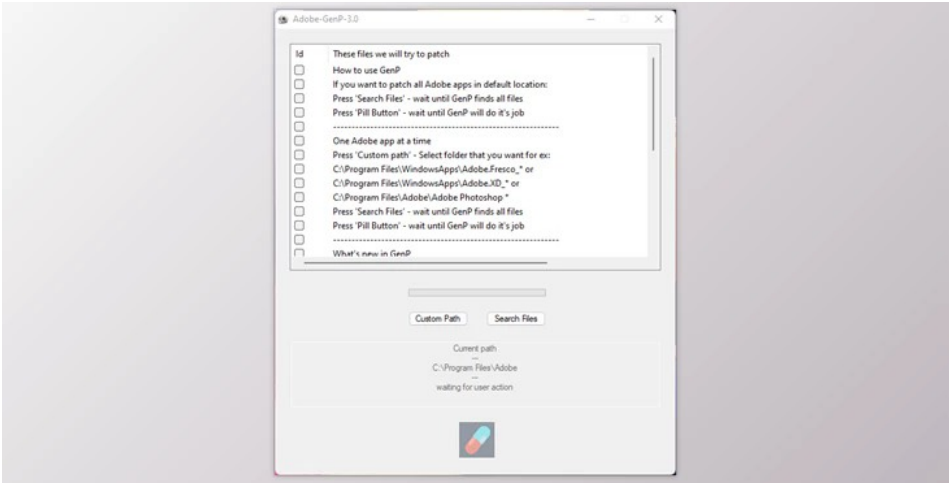 Adobe-GenP-3.0
Id These files we will try to patch
How to use GenP
If you want to patch all Adobe apps in default location:
Press 'Search Files' - wait until GenP finds all files
Press 'Pill Button' - wait until GenP will do it's job
----------------------------------------------------------
One Adobe app at a time
Press 'Custom path' - Select folder that you want for ex:
C:\Program Files\WindowsApps\Adobe.Fresco_* or
C:\Program Files\WindowsApps\Adobe.XD_* or
C:\Program Files\Adobe\Adobe Photoshop *
Press 'Search Files' - wait until GenP finds all files
Press 'Pill Button' - wait until GenP will do it's job
----------------------------------------------------------
What's new in GenP
Custom Path Search Files
Current path
---
C:\Program Files\Adobe
---
waiting for user action